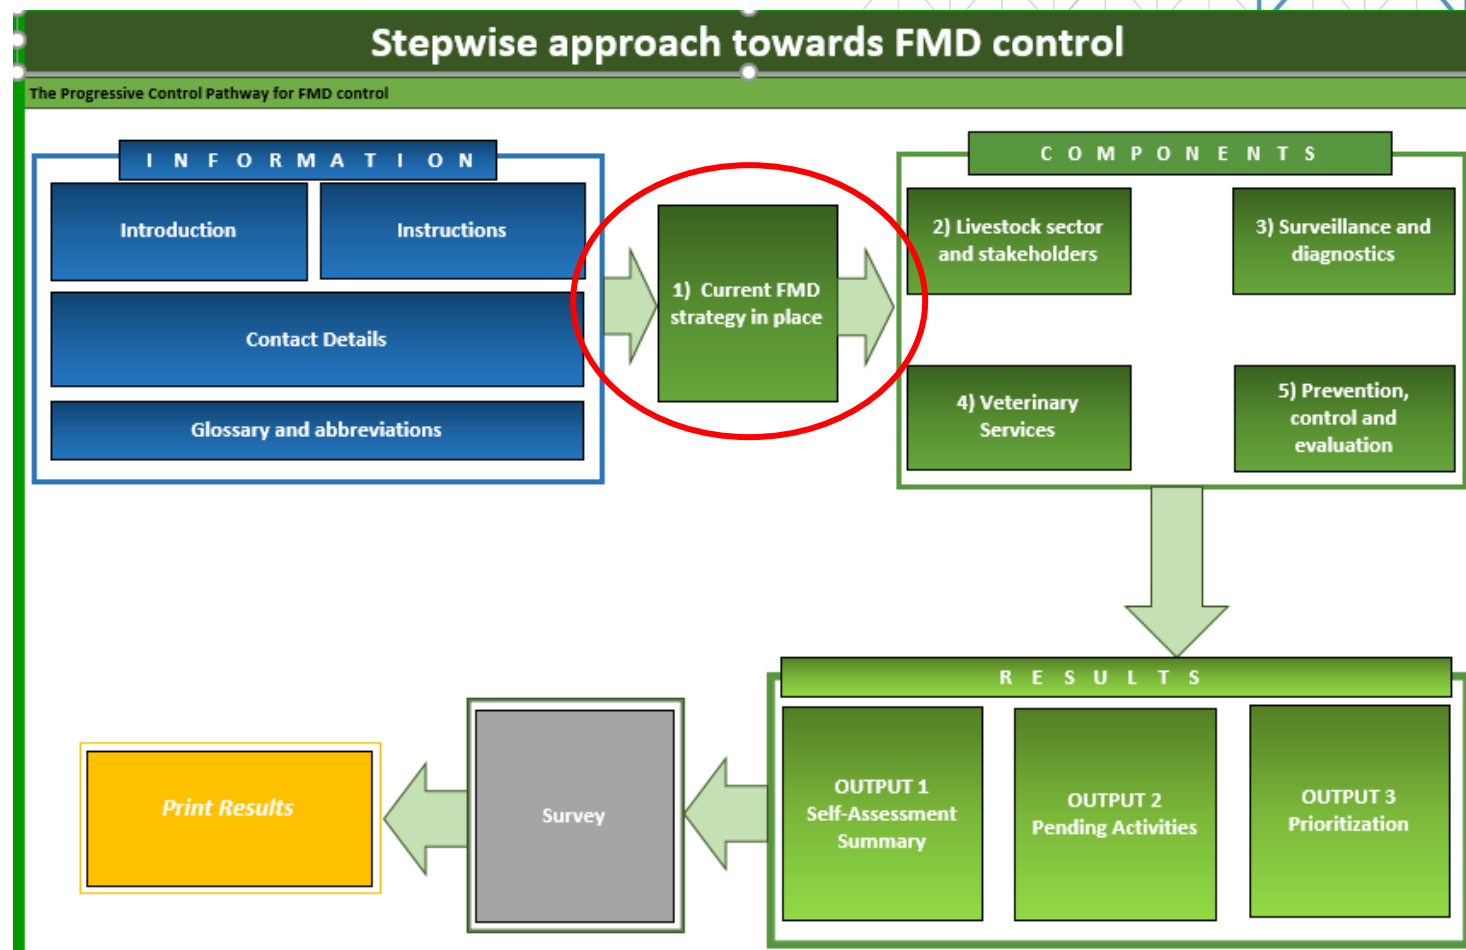 Stepwise approach towards FMD control
The Progressive Control Pathway for FMD control
INFORMATION
Introduction
Instructions
Contact Details
Glossary and abbreviations
1) Current FMD
strategy in place
COMPONENTS
2) Livestock sector
and stakeholders
3) Surveillance and
diagnostics
4) Veterinary
Services
5) Prevention,
control and
evaluation
RESULTS
OUTPUT 1
Self-Assessment
Summary
OUTPUT 2
Pending Activities
OUTPUT 3
Prioritization
Survey
Print Results